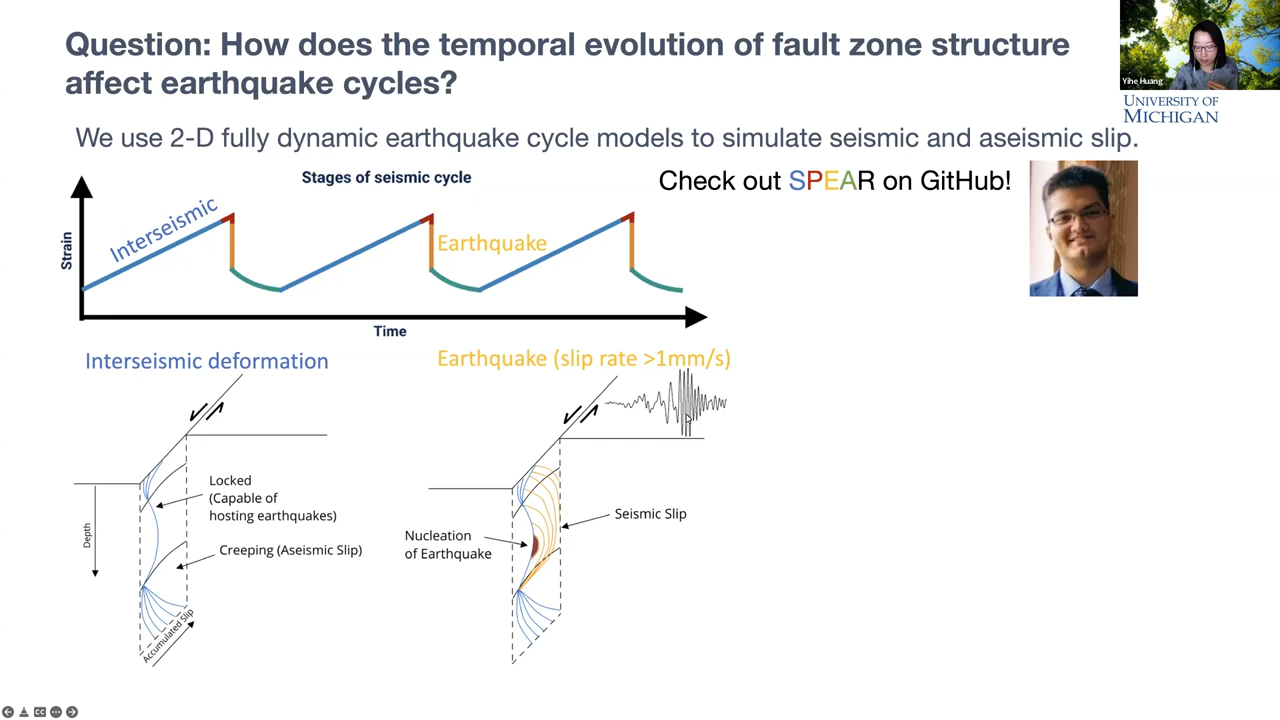 Question: How does the temporal evolution of fault zone structure
affect earthquake cycles?
Yihe Huang
UNIVERSITY OF
MICHIGAN
We use 2-D fully dynamic earthquake cycle models to simulate seismic and aseismic slip.
Stages of seismic cycle
Check out SPEAR on GitHub!
Strain
Interseismic
Earthquake
Time
Interseismic deformation
Earthquake (slip rate >1mm/s)
Depth
Locked
(Capable of
hosting earthquakes)
Creeping (Aseismic Slip)
Accumulated Slip
Nucleation
of Earthquake
Seismic Slip
CC